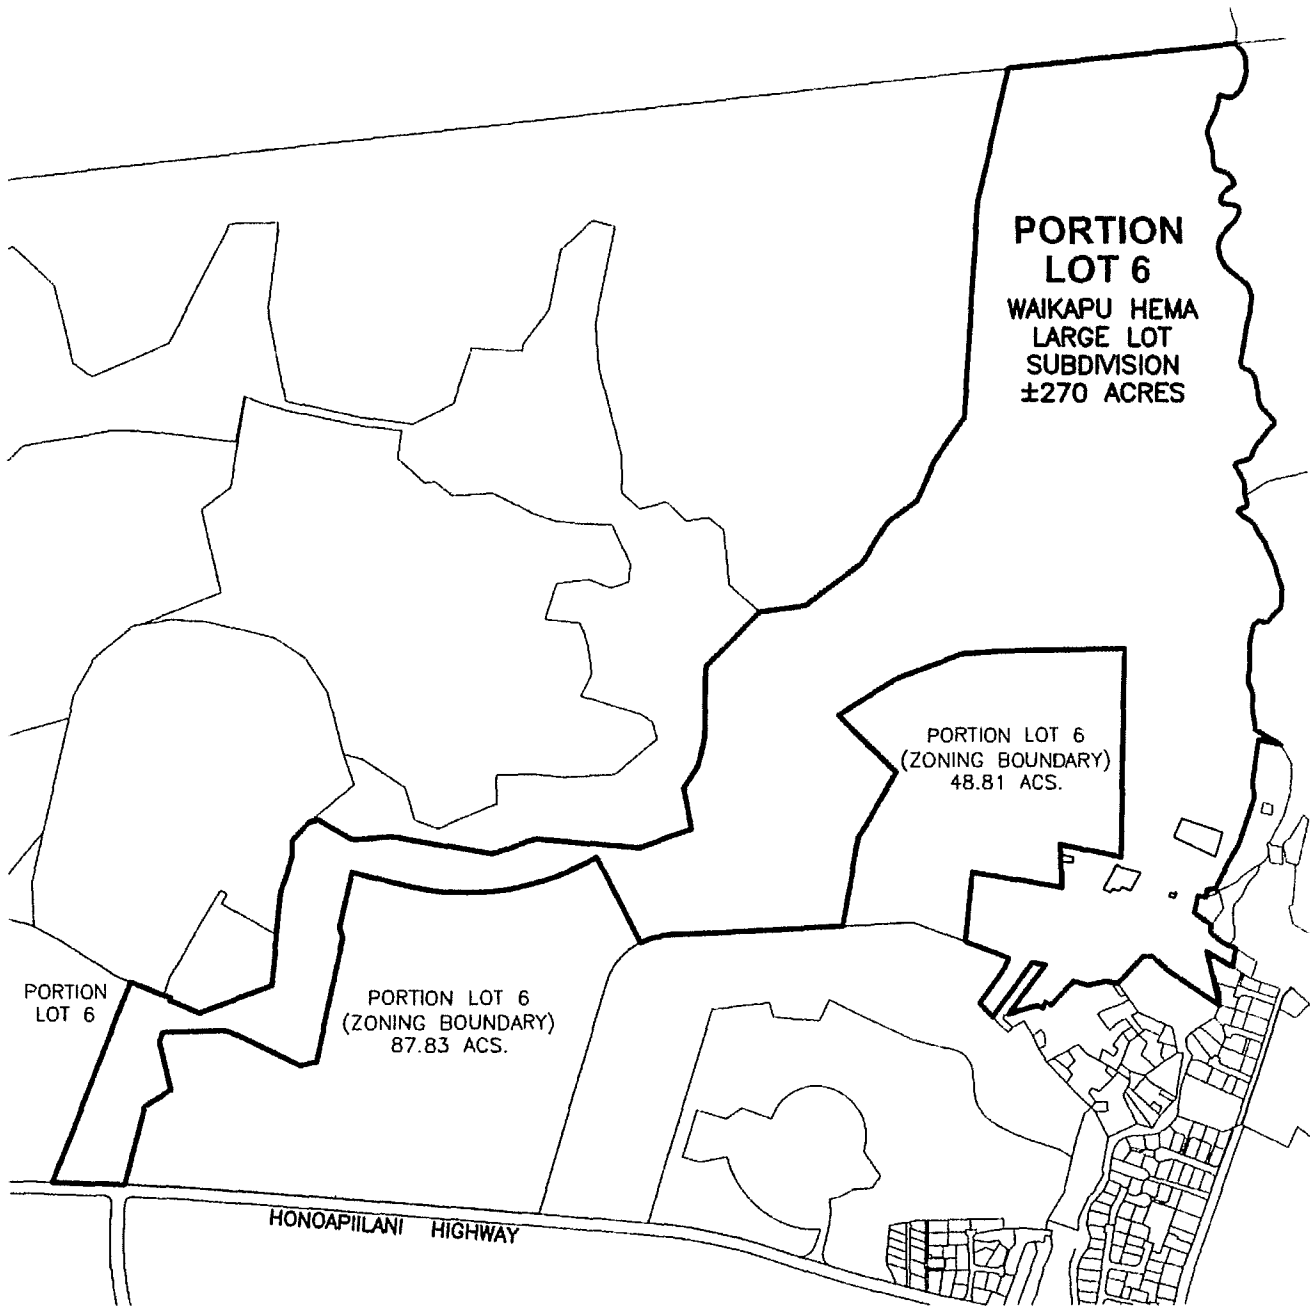 PORTION
LOT 6
WAIKAPU HEMA
LARGE LOT
SUBDIVISION
±270 ACRES
PORTION LOT 6
(ZONING BOUNDARY)
48.81 ACS.
PORTION
LOT 6
PORTION LOT 6
(ZONING BOUNDARY)
87.83 ACS.
HONOAPIILANI HIGHWAY